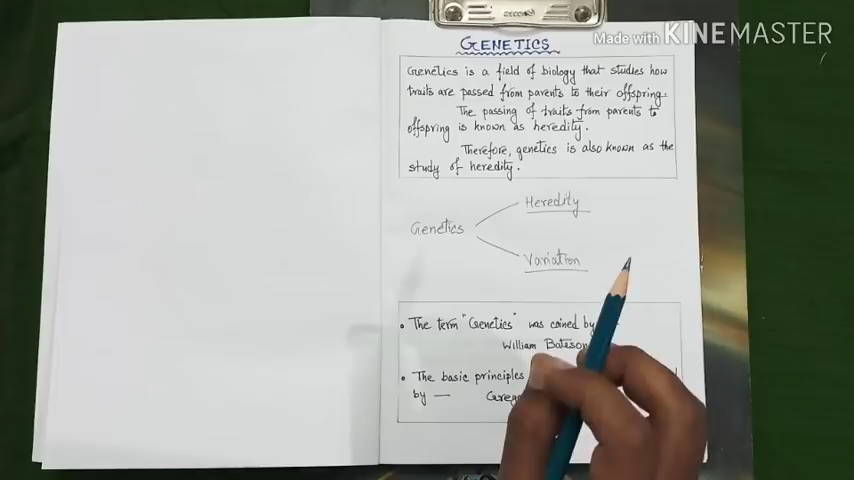 Made with KINEMASTER
GENETICS
Genetics is a field of biology that studies how
traits are passed from parents to their offspring.
The passing of traits from parents to
offspring is known as heredity.
Therefore, genetics is also known as the
study of heredity.
Heredity
Genetics
Variation
• The term "Genetics" was coined by
William Bateson
• The basic principles
by —